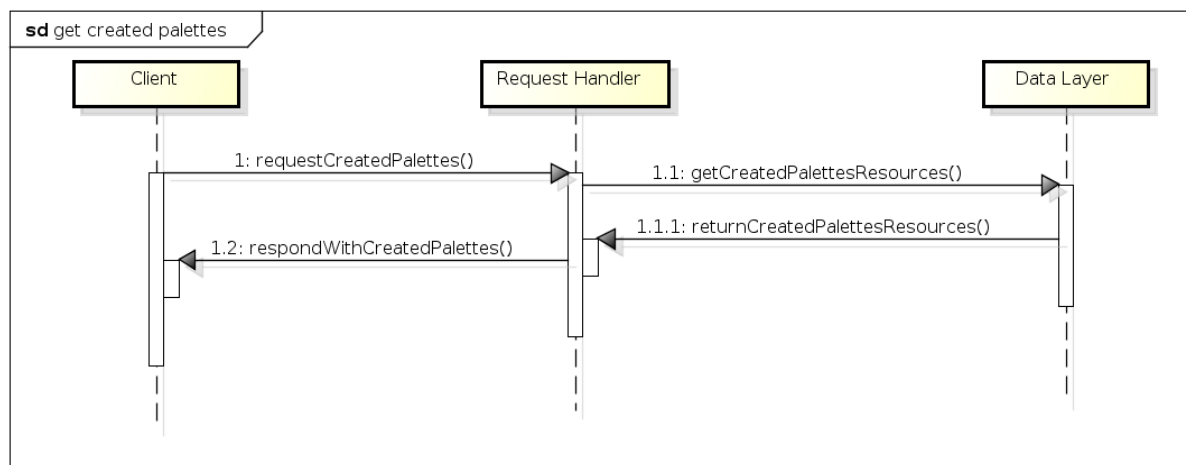 sd get created palettes
Client
Request Handler
Data Layer
1: requestCreatedPalettes()
1.1: getCreatedPalettesResources()
1.1.1: returnCreatedPalettesResources()
1.2: respondWithCreatedPalettes()